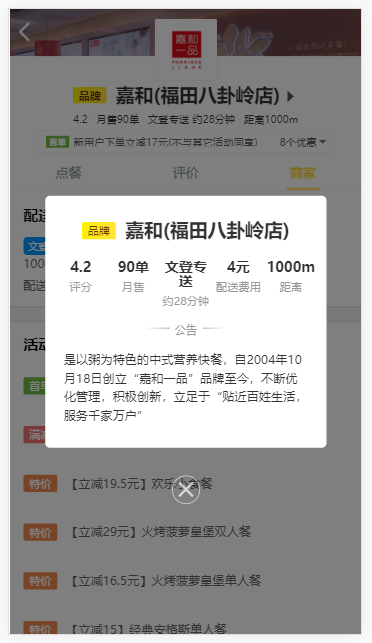 嘉和
一品
PORRIDGE
JIAHE
品牌 嘉和(福田八卦岭店)
4.2 月售90单 文登专送 约28分钟 距离1000m
首单 新用户下单立减17元(不与其它活动同享) 8个优惠
点餐 评价 商家
配送
品牌 嘉和(福田八卦岭店)
4.2 90单 文登专送 4元 1000m
评分 月售 约28分钟 配送费用 距离
公告
是以粥为特色的中式营养快餐，自2004年10
月18日创立“嘉和一品”品牌至今，不断优
化管理，积极创新，立足于“贴近百姓生活，
服务千家万户”
100
配送
活动
首单
满减
特价 【立减19.5元】欢乐小套餐
特价 【立减29元】火烤菠萝皇堡双人餐
特价 【立减16.5元】火烤菠萝皇堡单人餐
特价 【立减15】经典安格斯单人餐